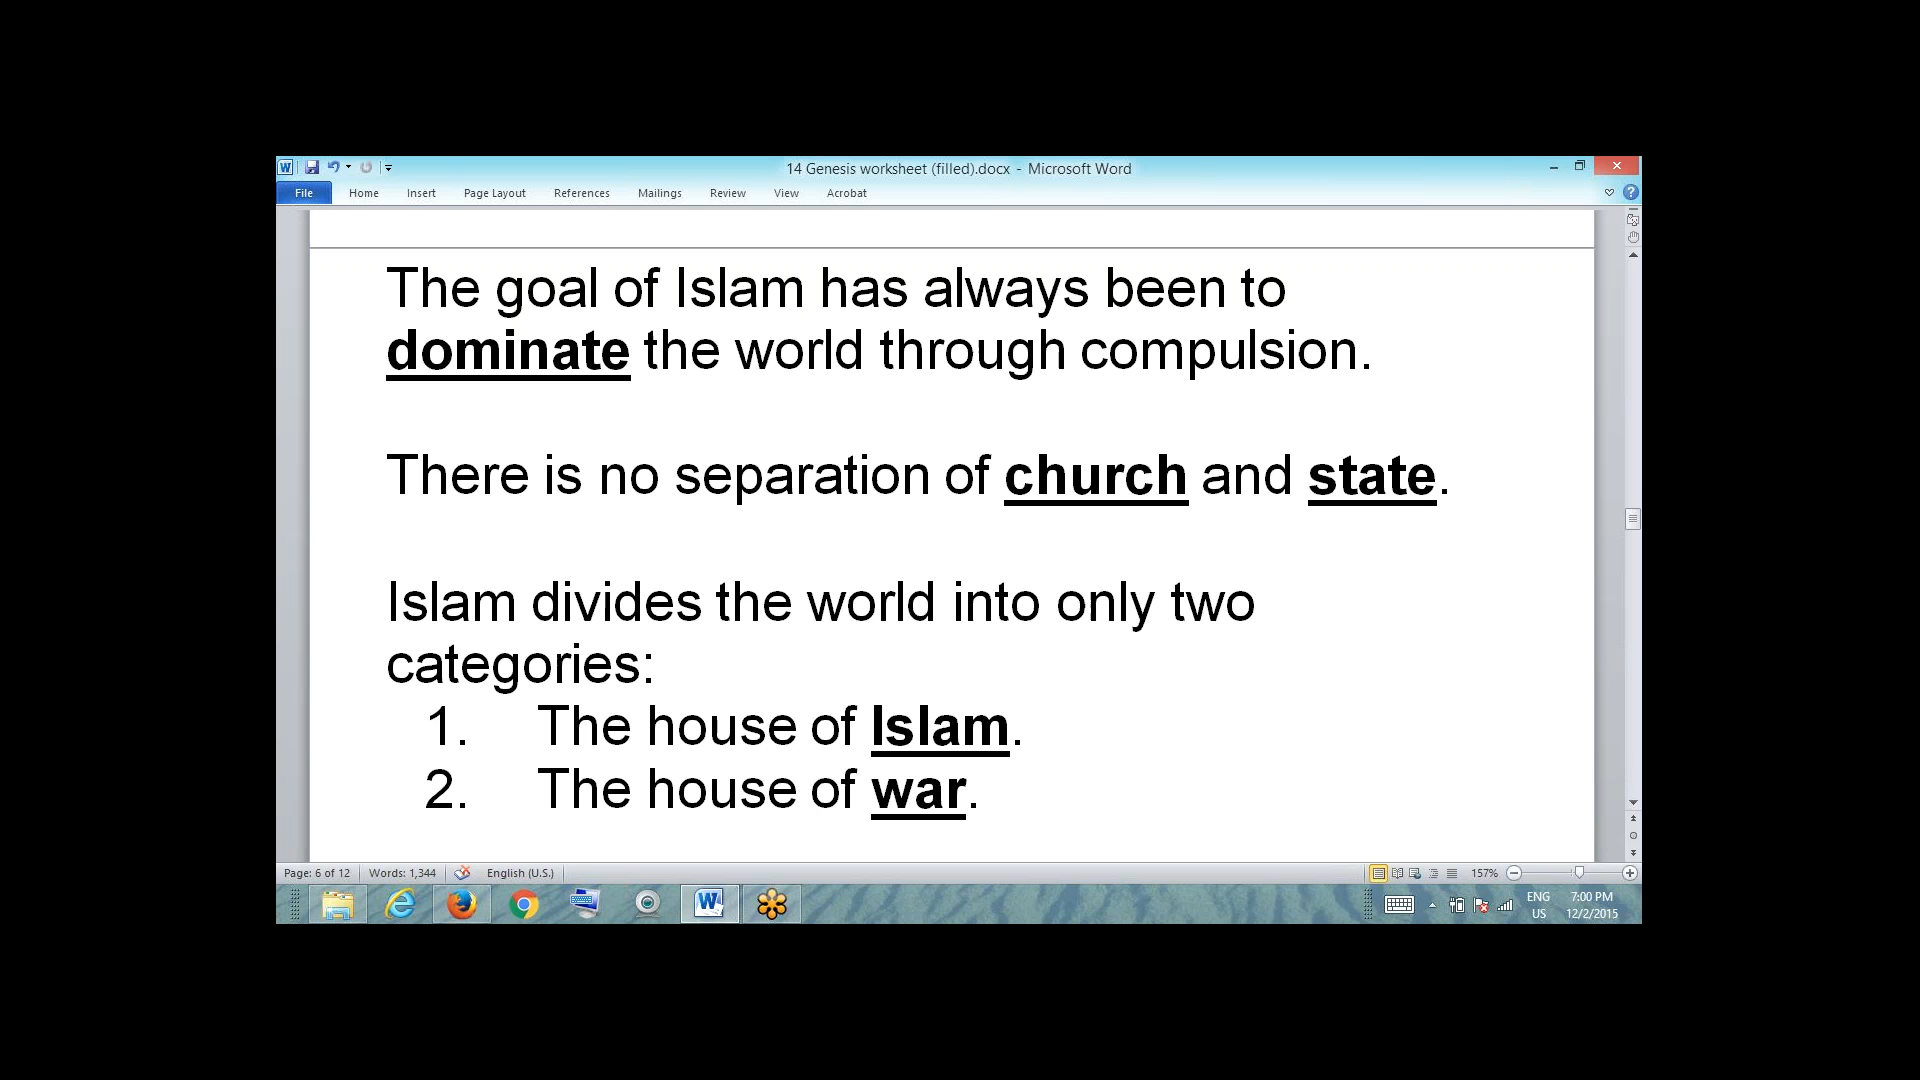 14 Genesis worksheet (filled).docx - Microsoft Word
File Home Insert Page Layout References Mailings Review View Acrobat
The goal of Islam has always been to
dominate the world through compulsion.
There is no separation of church and state.
Islam divides the world into only two
categories:
1. The house of Islam.
2. The house of war.
Page: 6 of 12 Words: 1,344 English (U.S.) 157%
ENG 7:00 PM
US 12/2/2015